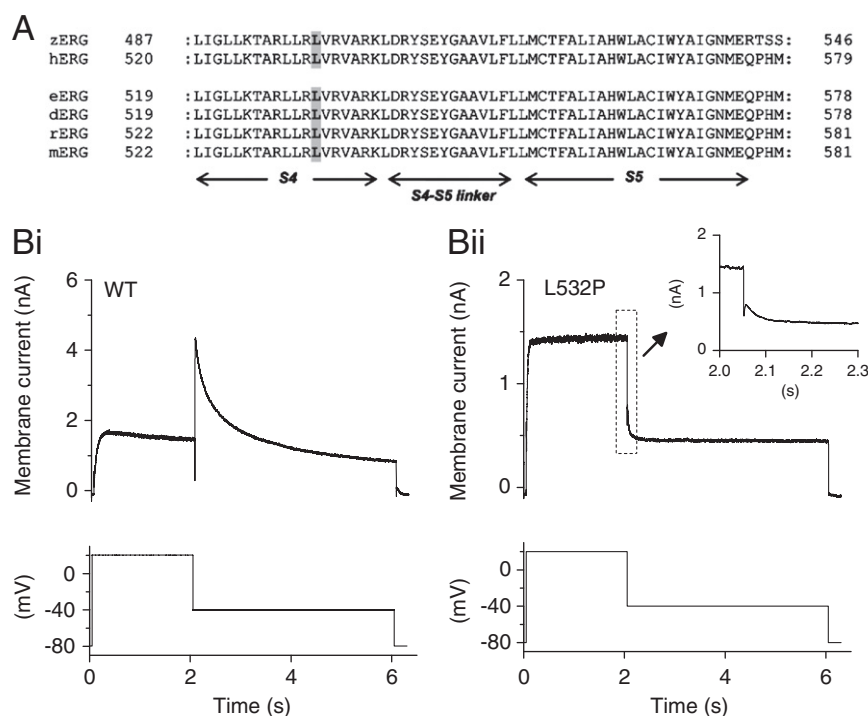 A
zERG 487 :LIGLLKTARLLRLVRVARKLDRYSEYGAAVLFLLMCTFALIAHWLACIWYAIGNMERTSS: 546
hERG 520 :LIGLLKTARLLRLVRVARKLDRYSEYGAAVLFLLMCTFALIAHWLACIWYAIGNMEQPHM: 579
eERG 519 :LIGLLKTARLLRLVRVARKLDRYSEYGAAVLFLLMCTFALIAHWLACIWYAIGNMEQPHM: 578
dERG 519 :LIGLLKTARLLRLVRVARKLDRYSEYGAAVLFLLMCTFALIAHWLACIWYAIGNMEQPHM: 578
rERG 522 :LIGLLKTARLLRLVRVARKLDRYSEYGAAVLFLLMCTFALIAHWLACIWYAIGNMEQPHM: 581
mERG 522 :LIGLLKTARLLRLVRVARKLDRYSEYGAAVLFLLMCTFALIAHWLACIWYAIGNMEQPHM: 581
S4 S4-S5 linker S5
Bi
WT
Membrane current (nA)
6
4
2
0
(mV)
0
-40
-80
0 2 4 6
Time (s)
Bii
L532P
Membrane current (nA)
2
1
0
(nA)
2
1
0
2.0 2.1 2.2 2.3
(s)
(mV)
0
-40
-80
0 2 4 6
Time (s)